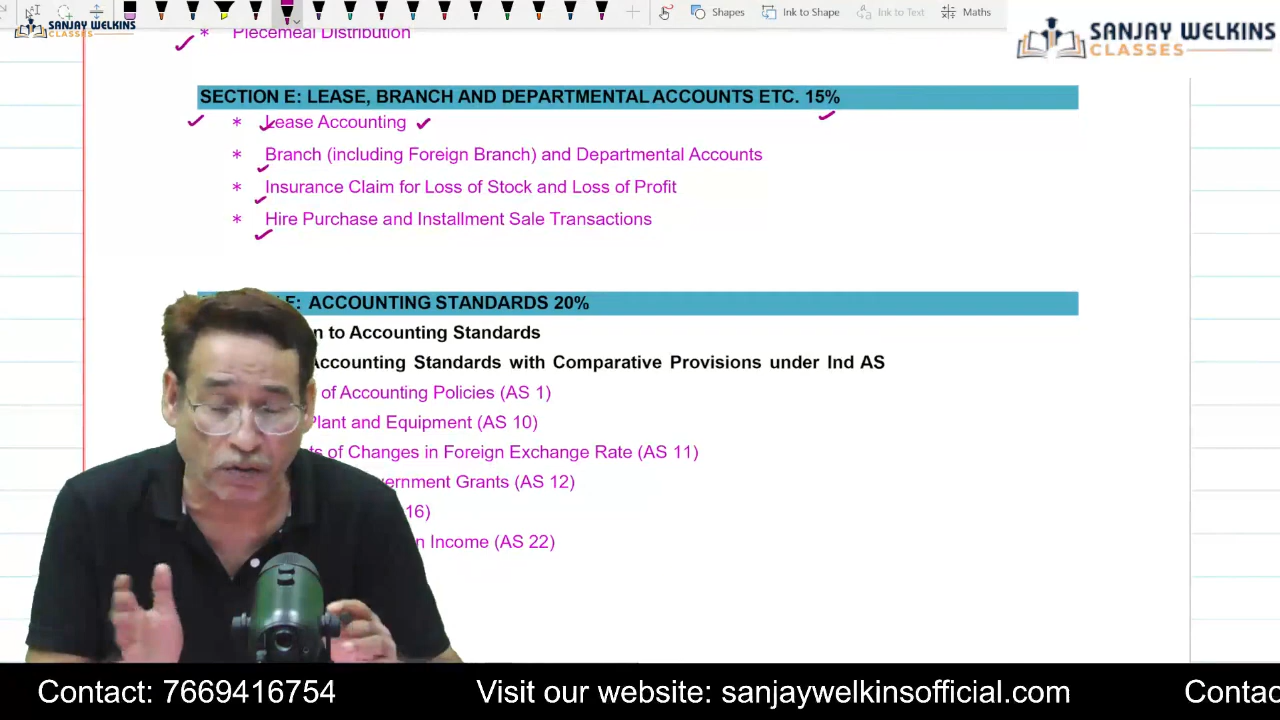 Shapes
Ink to Shape
Ink to Text
Maths
SANJAY WELKINS
CLASSES
SANJAY WELKINS
CLASSES
* Piecemeal Distribution
SECTION E: LEASE, BRANCH AND DEPARTMENTAL ACCOUNTS ETC. 15%
* Lease Accounting
* Branch (including Foreign Branch) and Departmental Accounts
* Insurance Claim for Loss of Stock and Loss of Profit
* Hire Purchase and Installment Sale Transactions
: ACCOUNTING STANDARDS 20%
to Accounting Standards
Accounting Standards with Comparative Provisions under Ind AS
of Accounting Policies (AS 1)
Plant and Equipment (AS 10)
of Changes in Foreign Exchange Rate (AS 11)
Grants (AS 12)
16)
Income (AS 22)
Contact: 7669416754 Visit our website: sanjaywelkinsofficial.com Contac